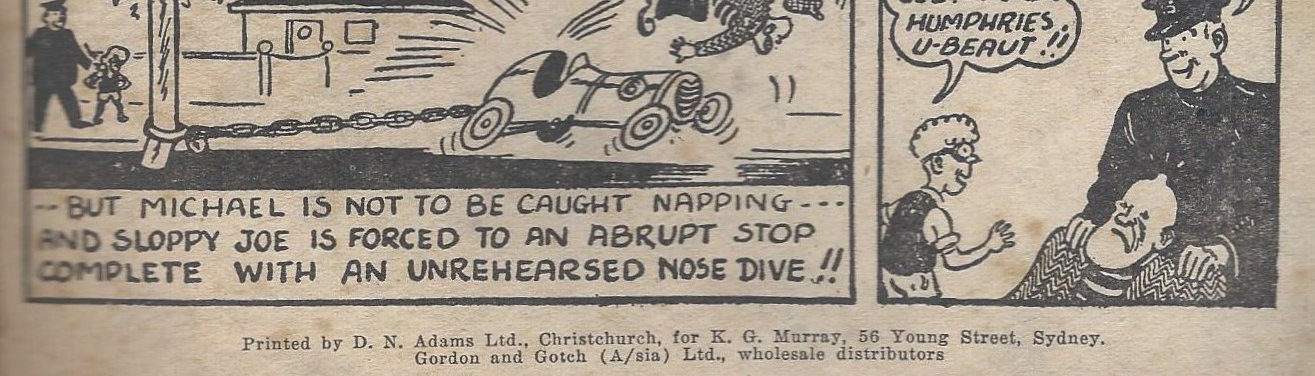 --BUT MICHAEL IS NOT TO BE CAUGHT NAPPING---
AND SLOPPY JOE IS FORCED TO AN ABRUPT STOP
COMPLETE WITH AN UNREHEARSED NOSE DIVE.!!
HUMPHRIES,
U-BEAUT!!
Printed by D. N. Adams Ltd., Christchurch, for K. G. Murray, 56 Young Street, Sydney.
Gordon and Gotch (A/sia) Ltd., wholesale distributors